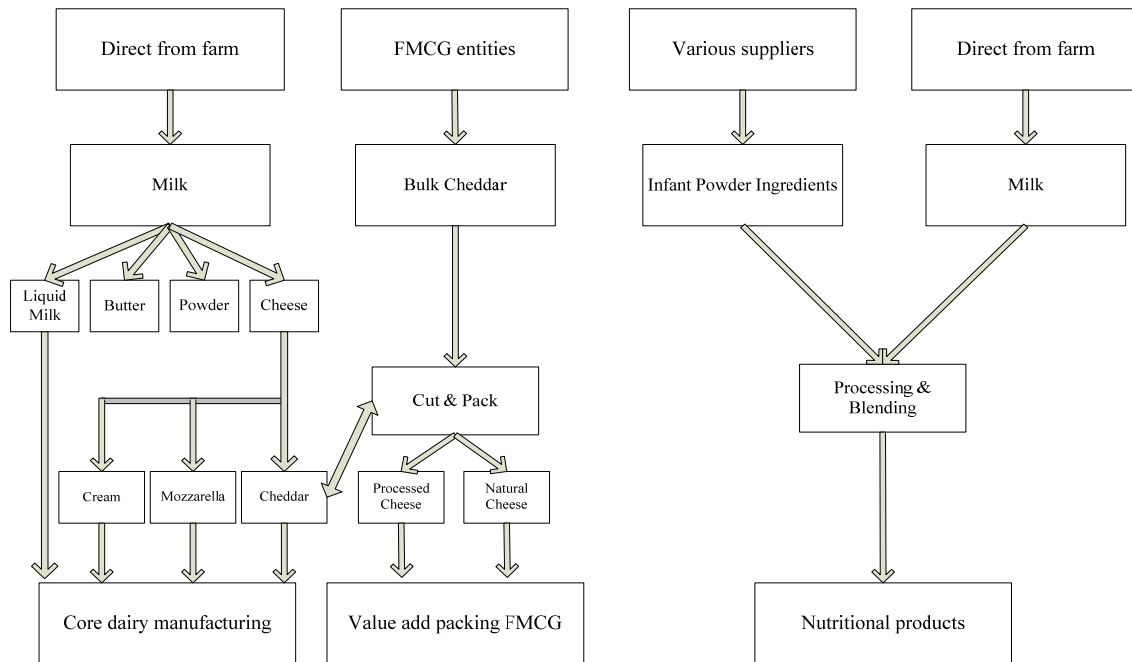 Direct from farm
FMCG entities
Various suppliers
Direct from farm
Milk
Bulk Cheddar
Infant Powder Ingredients
Milk
Liquid
Milk
Butter
Powder
Cheese
Cut & Pack
Processing &
Blending
Cream
Mozzarella
Cheddar
Processed
Cheese
Natural
Cheese
Core dairy manufacturing
Value add packing FMCG
Nutritional products